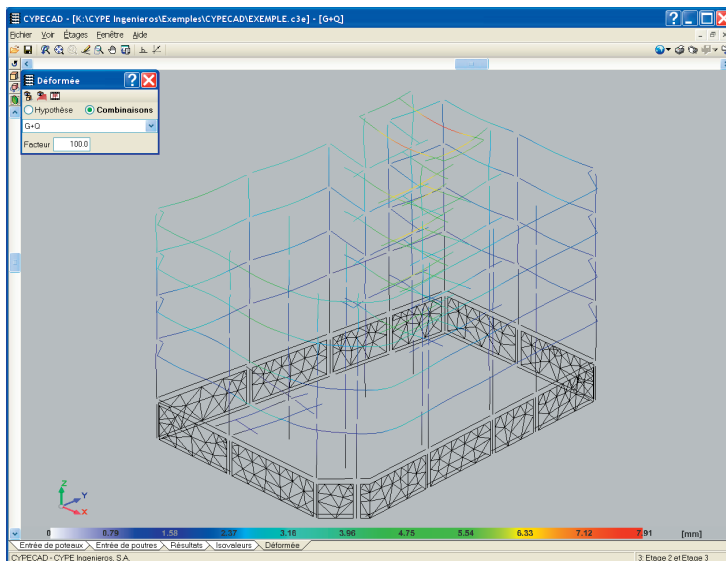 CYPECAD - [K:\CYPE Ingenieros\Exemples\CYPECAD\EXEMPLE.c3e] - [G+Q]
Fichier Voir Étages Fenêtre Aide
Déformée
Hypothèse Combinaisons
G+Q
Facteur 100.0
Z
Y
X
0 0.79 1.58 2.37 3.16 3.96 4.75 5.54 6.33 7.12 7.91 [mm]
Entrée de poteaux Entrée de poutres Résultats Isovaleurs Déformée
CYPECAD - CYPE Ingenieros, S.A. 3: Etage 2 et Etage 3